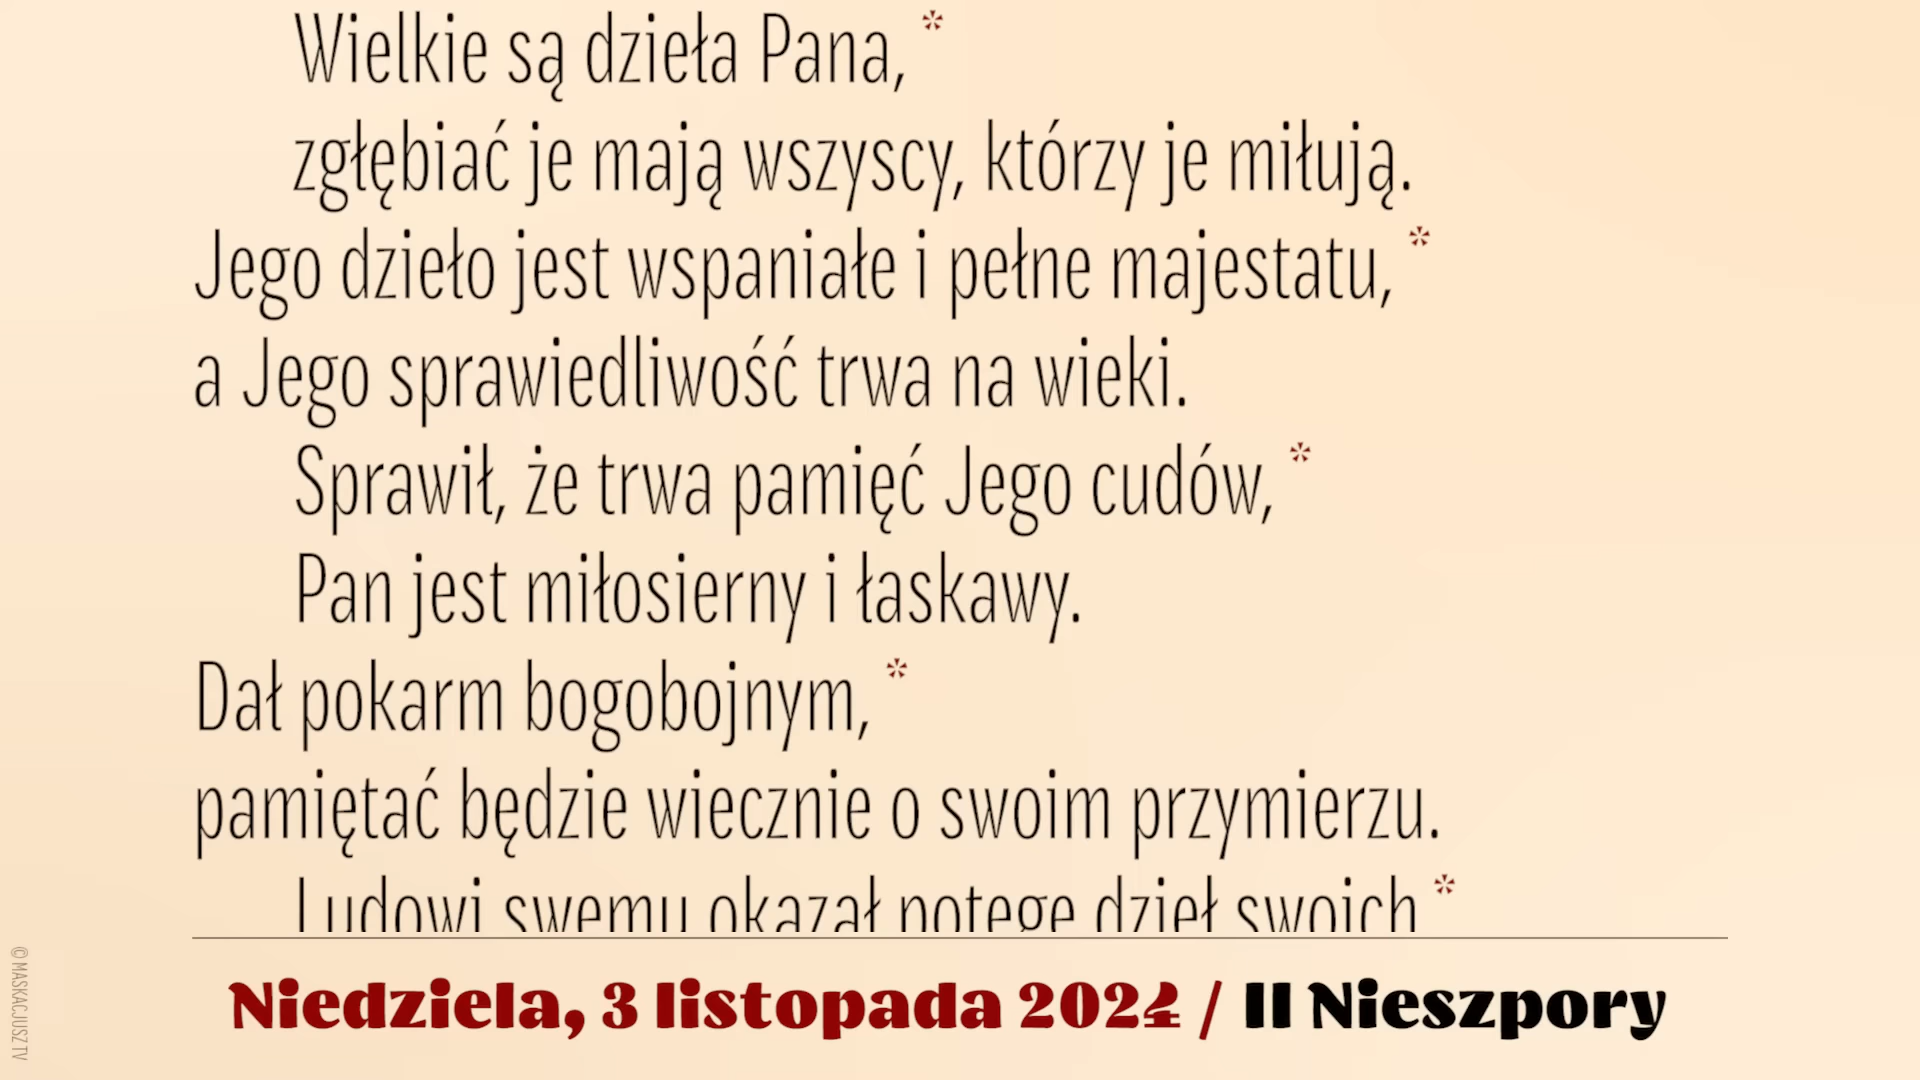 Wielkie są dzieła Pana, *
zgłębiać je mają wszyscy, którzy je miłują.
Jego dzieło jest wspaniałe i pełne majestatu, *
a Jego sprawiedliwość trwa na wieki.
Sprawił, że trwa pamięć Jego cudów, *
Pan jest miłosierny i łaskawy.
Dał pokarm bogobojnym, *
pamiętać będzie wiecznie o swoim przymierzu.
Ludowi swemu okazał potęgę dzieł swoich *
Niedziela, 3 listopada 2024 / II Nieszpory
© MASKACJUSZ TV